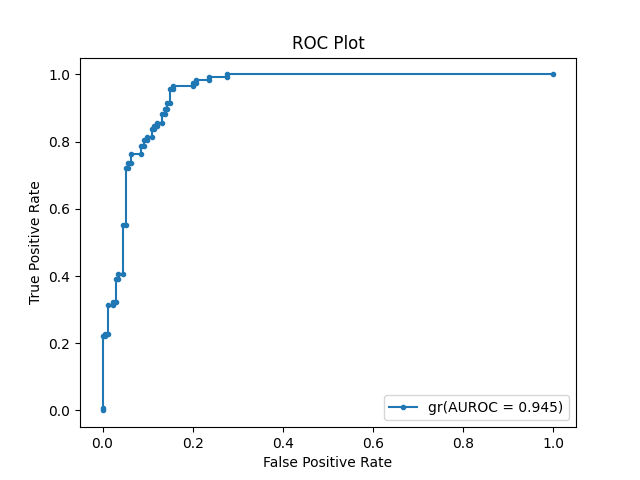 ROC Plot
1.0
0.8
0.6
0.4
0.2
0.0
True Positive Rate
gr(AUROC = 0.945)
0.0 0.2 0.4 0.6 0.8 1.0
False Positive Rate